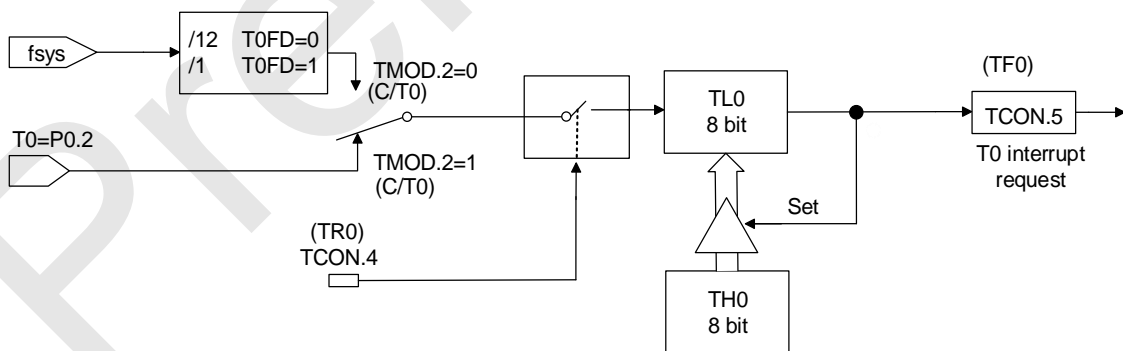 fsys
/12 T0FD=0
/1 T0FD=1
TMOD.2=0
(C/T0)
T0=P0.2
TMOD.2=1
(C/T0)
(TR0)
TCON.4
TL0
8 bit
Set
TH0
8 bit
(TF0)
TCON.5
T0 interrupt
request
Pre